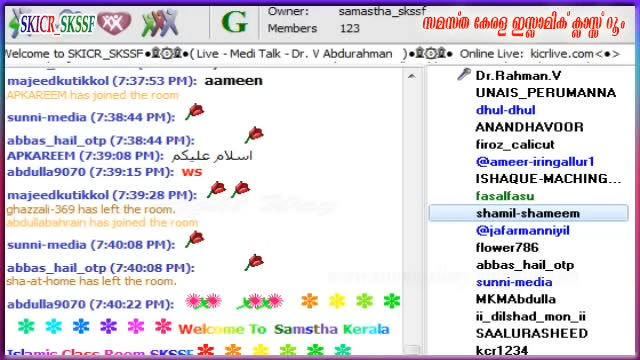 SKICR_SKSSF
G
Owner: samastha_skssf
Members 123
സമസ്ത കേരള ഇസ്ലാമിക് ക്ലാസ്സ് റൂം
Welcome to SKICR_SKSSF ( Live - Medi Talk - Dr. V Abdurahman ) Online Live: kicrlive.com <
majeedkutikkol (7:37:53 PM): aameen
APKAREEM has joined the room
sunni-media (7:38:44 PM):
abbas_hail_otp (7:38:44 PM):
APKAREEM (7:39:08 PM): اسلام عليكم
abdulla9070 (7:39:15 PM): ws
majeedkutikkol (7:39:28 PM):
ghazzali-369 has left the room.
abdullabahrain has joined the room
sunni-media (7:40:08 PM):
abbas_hail_otp (7:40:08 PM):
sha-at-home has left the room.
abdulla9070 (7:40:22 PM):
Welcome To Samstha Kerala
Islamic Class Room SKSSF
Dr.Rahman.V
UNAIS_PERUMANNA
dhul-dhul
ANANDHAVOOR
firoz_calicut
@ameer-iringallur1
ISHAQUE-MACHING...
fasalfasu
shamil-shameem
@jafarmanniyil
flower786
abbas_hail_otp
sunni-media
MKMAbdulla
ii_dilshad_mon_ii
SAALURASHEED
kcr1234